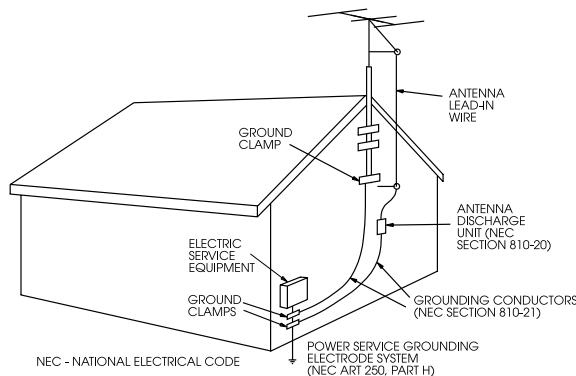 ANTENNA
LEAD-IN
WIRE
GROUND
CLAMP
ANTENNA
DISCHARGE
UNIT (NEC
SECTION 810-20)
ELECTRIC
SERVICE
EQUIPMENT
GROUND
CLAMPS
GROUNDING CONDUCTORS
(NEC SECTION 810-21)
POWER SERVICE GROUNDING
ELECTRODE SYSTEM
(NEC ART 250, PART H)
NEC - NATIONAL ELECTRICAL CODE